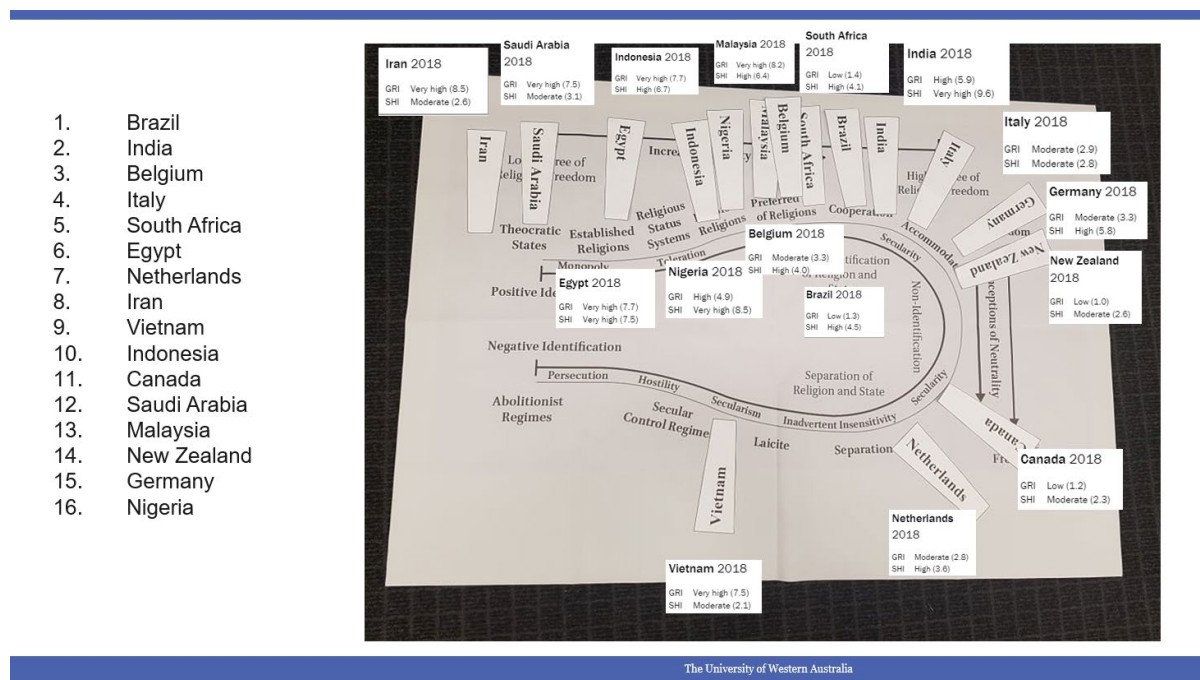 1. Brazil
2. India
3. Belgium
4. Italy
5. South Africa
6. Egypt
7. Netherlands
8. Iran
9. Vietnam
10. Indonesia
11. Canada
12. Saudi Arabia
13. Malaysia
14. New Zealand
15. Germany
16. Nigeria
Iran 2018
GRI Very high (8.5)
SHI Moderate (2.6)
Saudi Arabia
2018
GRI Very high (7.5)
SHI Moderate (3.1)
Indonesia 2018
GRI Very high (7.7)
SHI High (6.7)
Malaysia 2018
GRI Very high (8.2)
SHI High (6.4)
South Africa
2018
GRI Low (1.4)
SHI High (4.1)
India 2018
GRI High (5.9)
SHI Very high (9.6)
Italy 2018
GRI Moderate (2.9)
SHI Moderate (2.8)
Germany 2018
GRI Moderate (3.3)
SHI High (5.8)
New Zealand
2018
GRI Low (1.0)
SHI Moderate (2.6)
Iran
Saudi Arabia
Egypt
Indonesia
Nigeria
Malaysia
Belgium
South Africa
Brazil
India
Italy
Germany
New Zealand
Theocratic
States
Established
Religions
Religious
Status
Systems
Religions
Preferred
of Religions
Cooperation
Accommodat
Monopoly
Toleration
Secularity
Positive Ide
Belgium 2018
GRI Moderate (3.3)
SHI High (4.0)
Egypt 2018
GRI Very high (7.7)
SHI Very high (7.5)
Nigeria 2018
GRI High (4.9)
SHI Very high (8.5)
Brazil 2018
GRI Low (1.3)
SHI High (4.5)
Non-Identification
ceptions of Neutrality
Negative Identification
Persecution
Hostility
Secularism
Inadvertent Insensitivity
Secularity
Separation of
Religion and State
Abolitionist
Regimes
Secular
Control Regime
Laicite
Separation
Vietnam
Netherlands
Canada
Canada 2018
GRI Low (1.2)
SHI Moderate (2.3)
Netherlands
2018
GRI Moderate (2.8)
SHI High (3.6)
Vietnam 2018
GRI Very high (7.5)
SHI Moderate (2.1)
The University of Western Australia